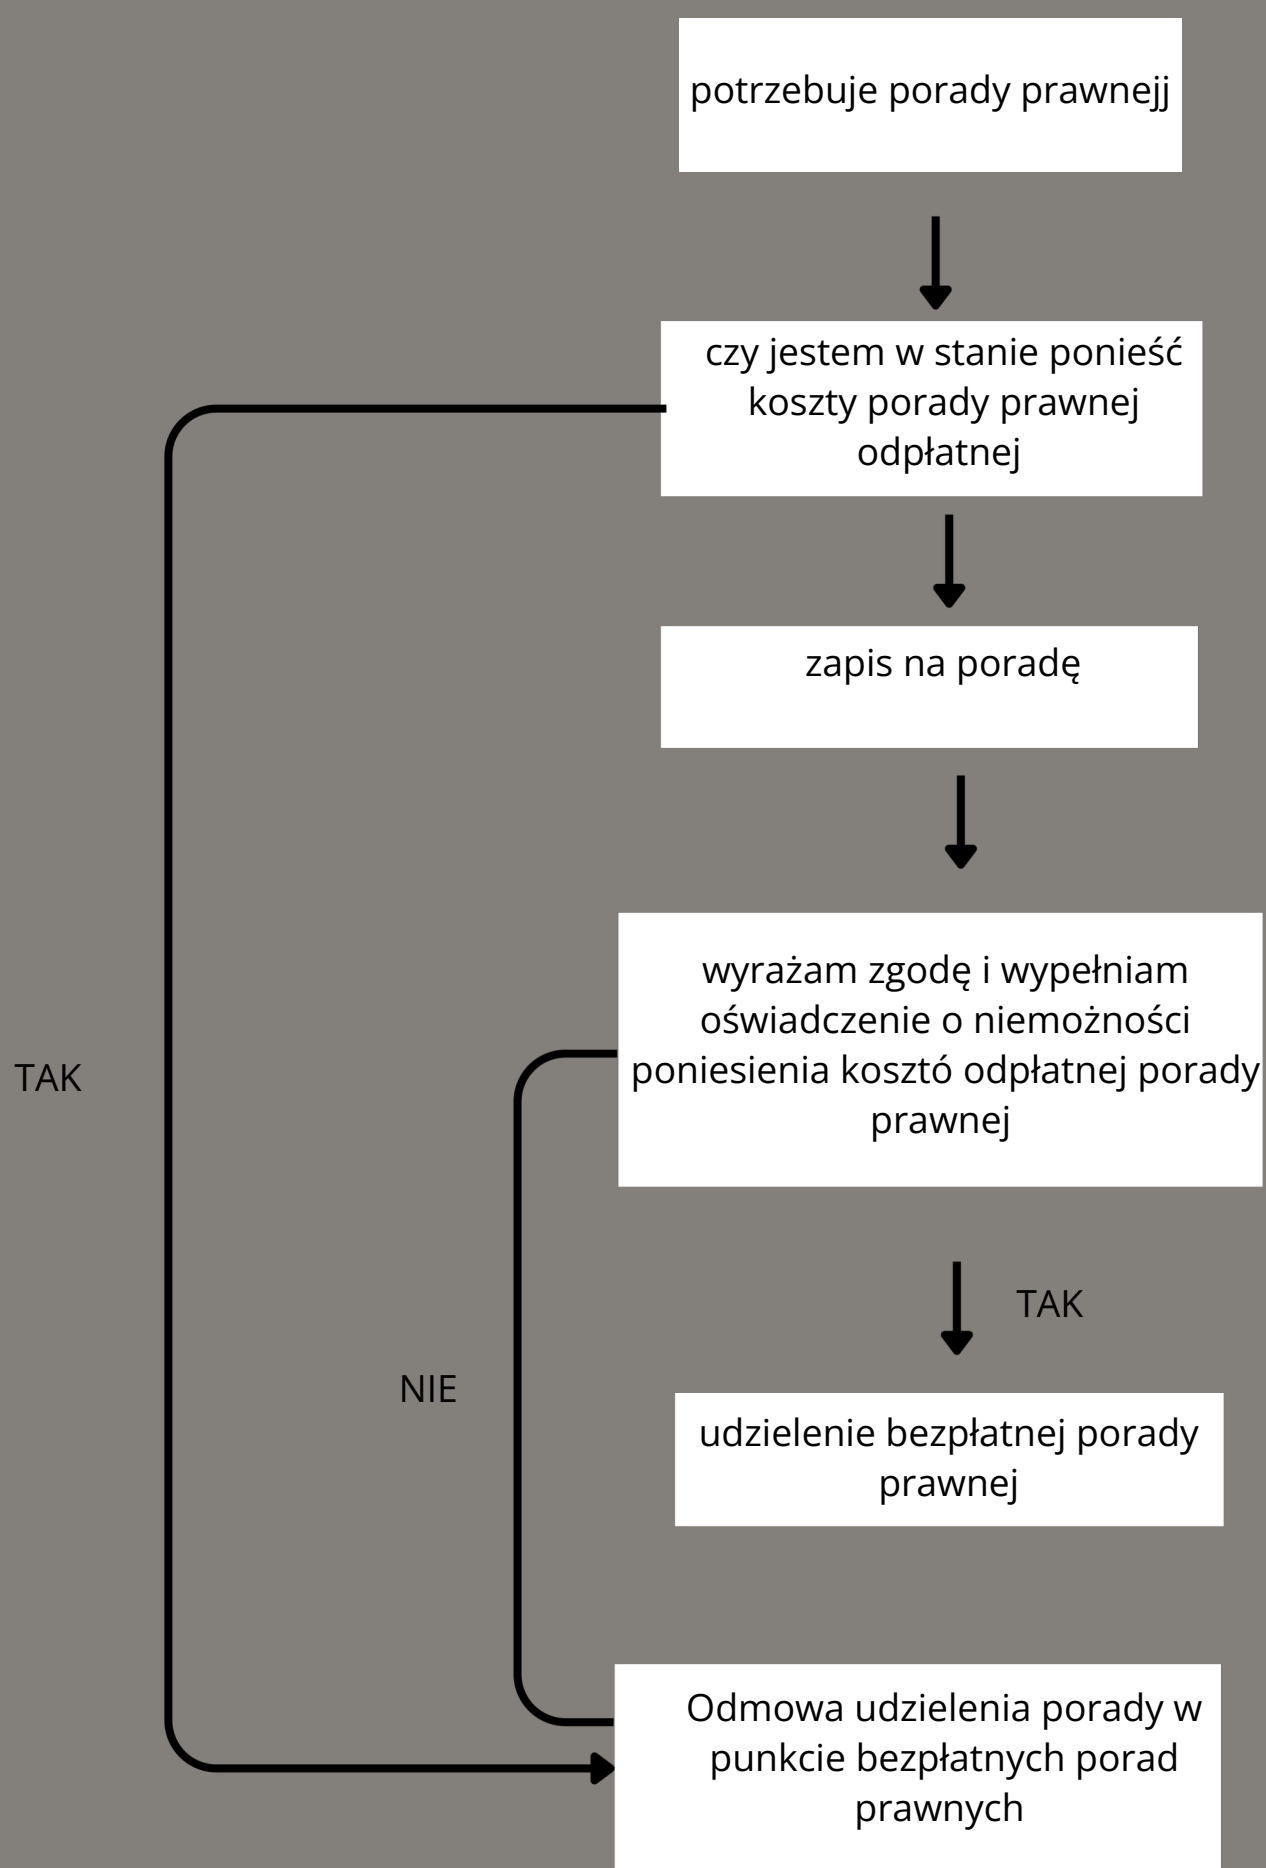 potrzebuje porady prawnejj
czy jestem w stanie ponieść
koszty porady prawnej
odpłatnej
zapis na poradę
wyrażam zgodę i wypełniam
oświadczenie o niemożności
poniesienia kosztó odpłatnej porady
prawnej
TAK
TAK
NIE
udzielenie bezpłatnej porady
prawnej
Odmowa udzielenia porady w
punkcie bezpłatnych porad
prawnych